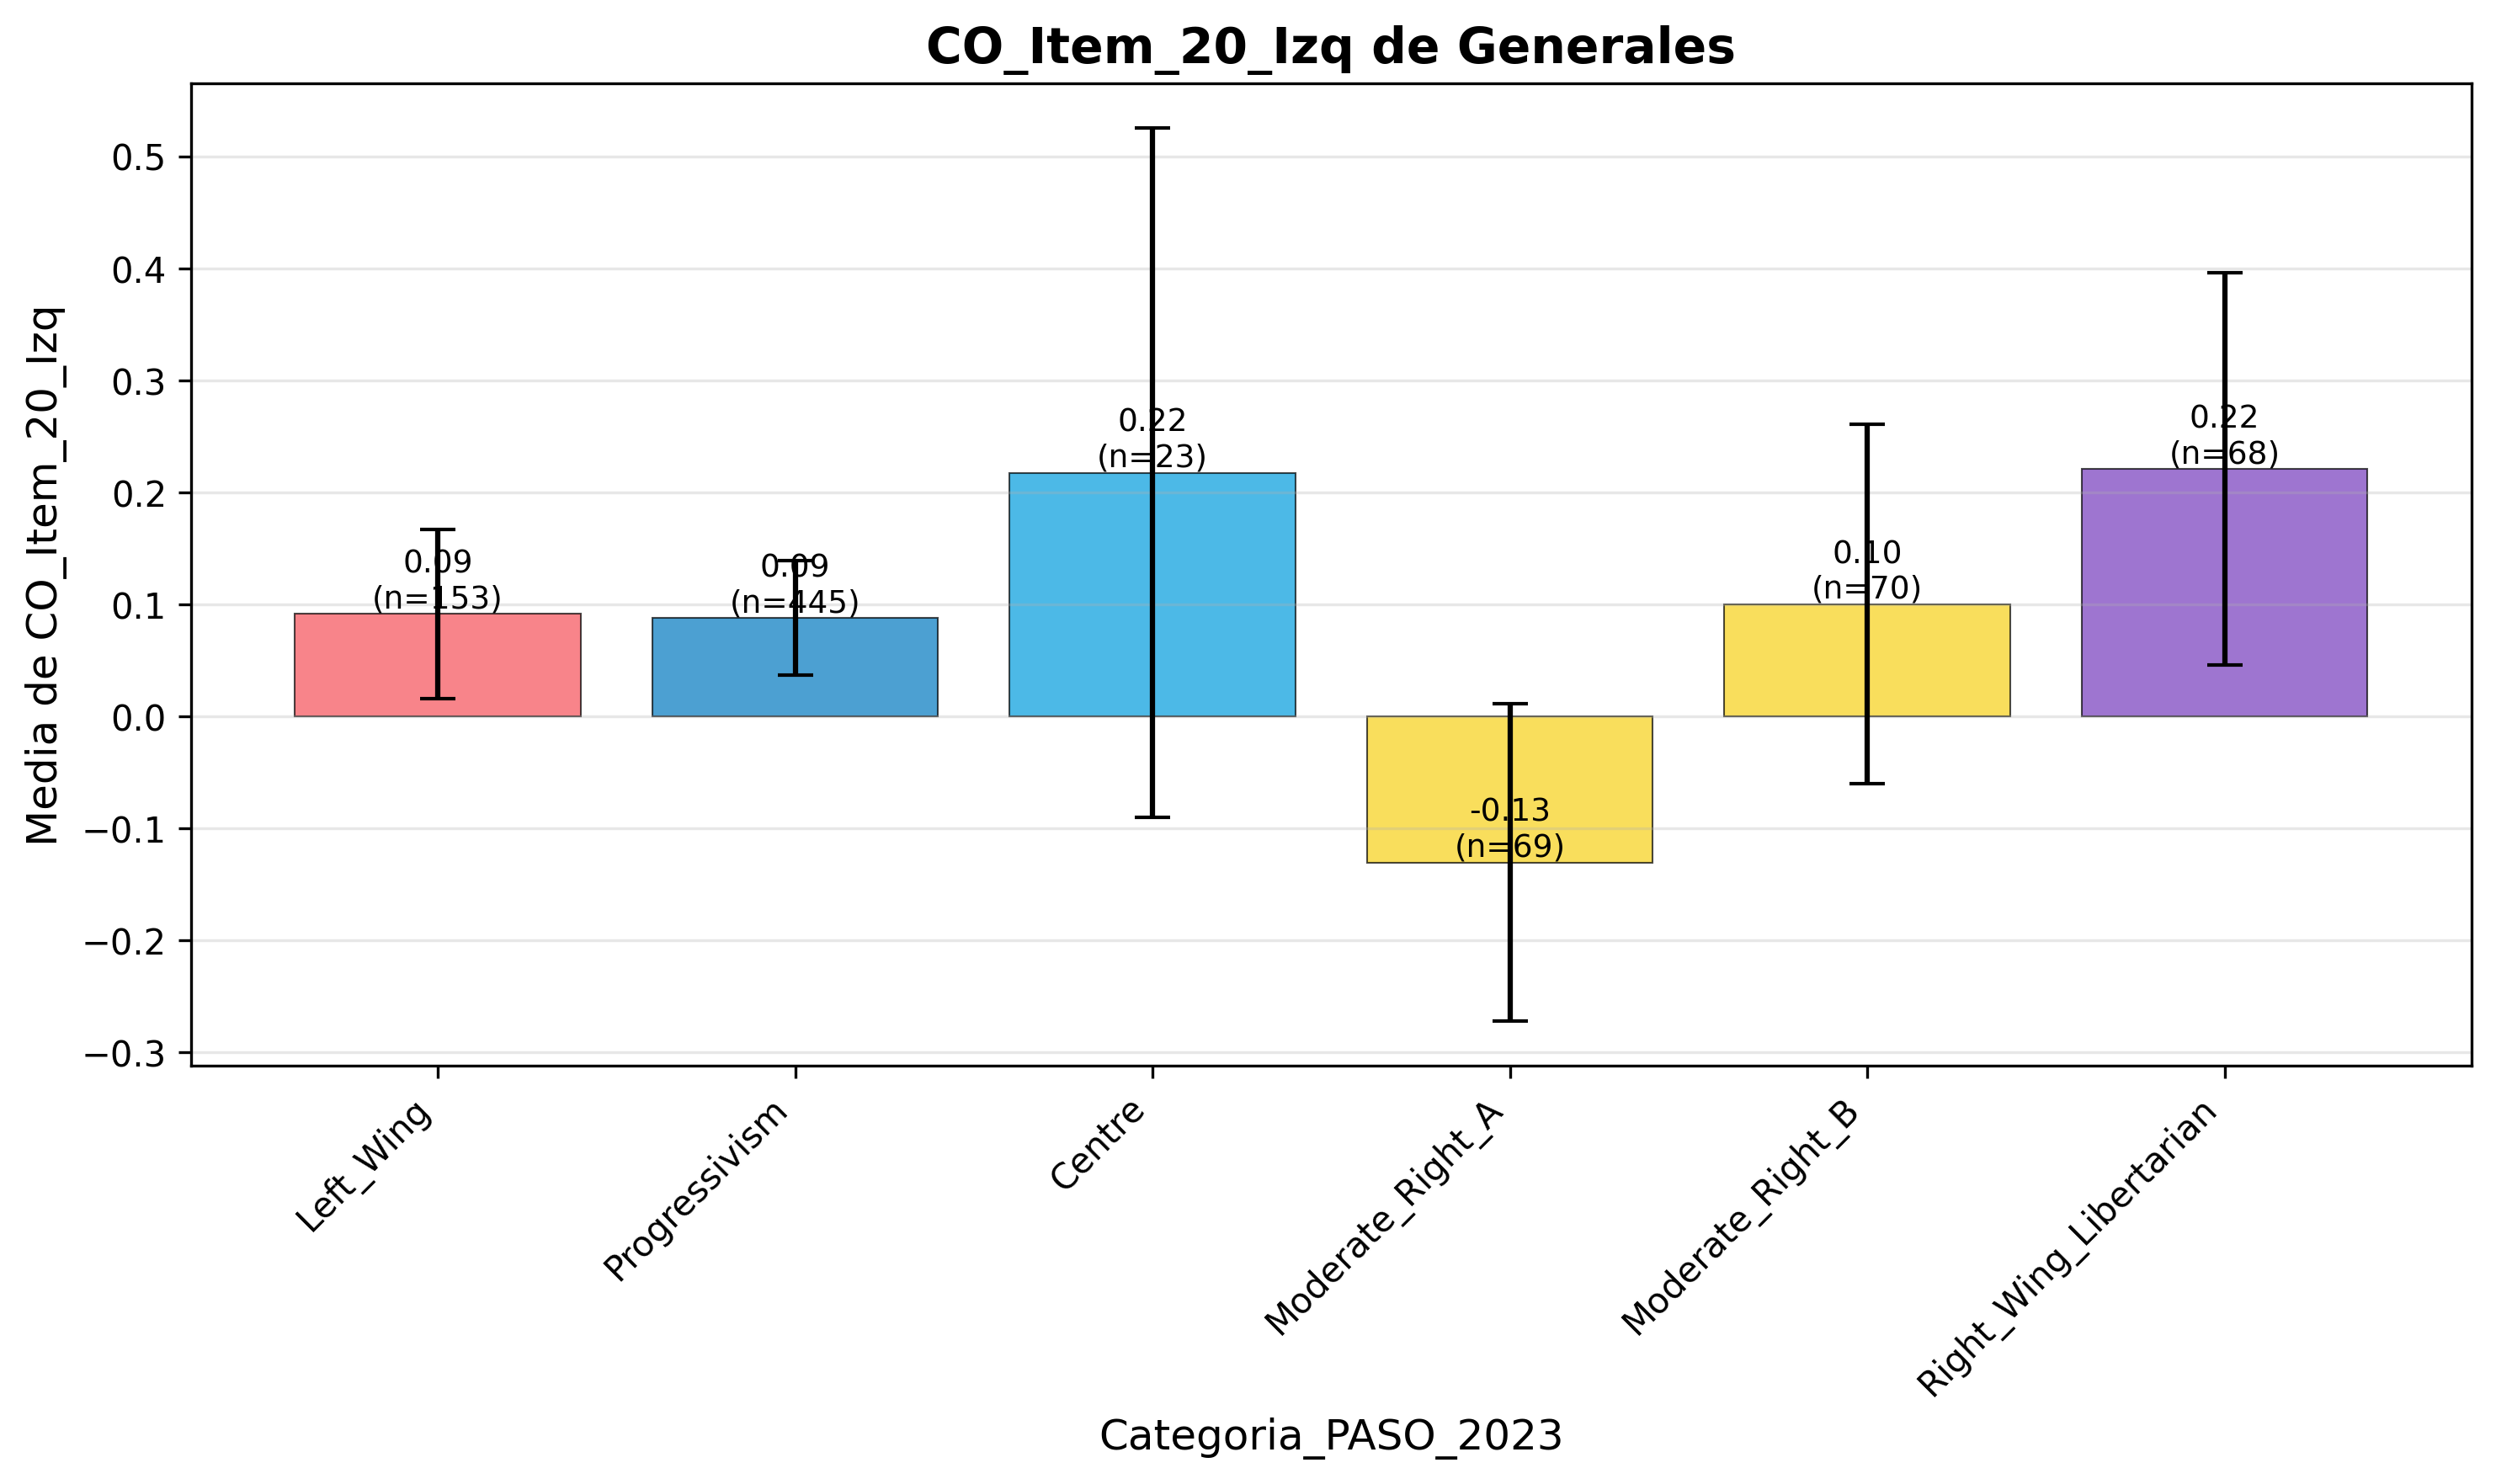 CO_Item_20_Izq de Generales
Media de CO_Item_20_Izq
0.5
0.4
0.3
0.2
0.1
0.0
−0.1
−0.2
−0.3
0.09
(n=153)
0.09
(n=445)
0.22
(n=23)
-0.13
(n=69)
0.10
(n=70)
0.22
(n=68)
Left_Wing
Progressivism
Centre
Moderate_Right_A
Moderate_Right_B
Right_Wing_Libertarian
Categoria_PASO_2023